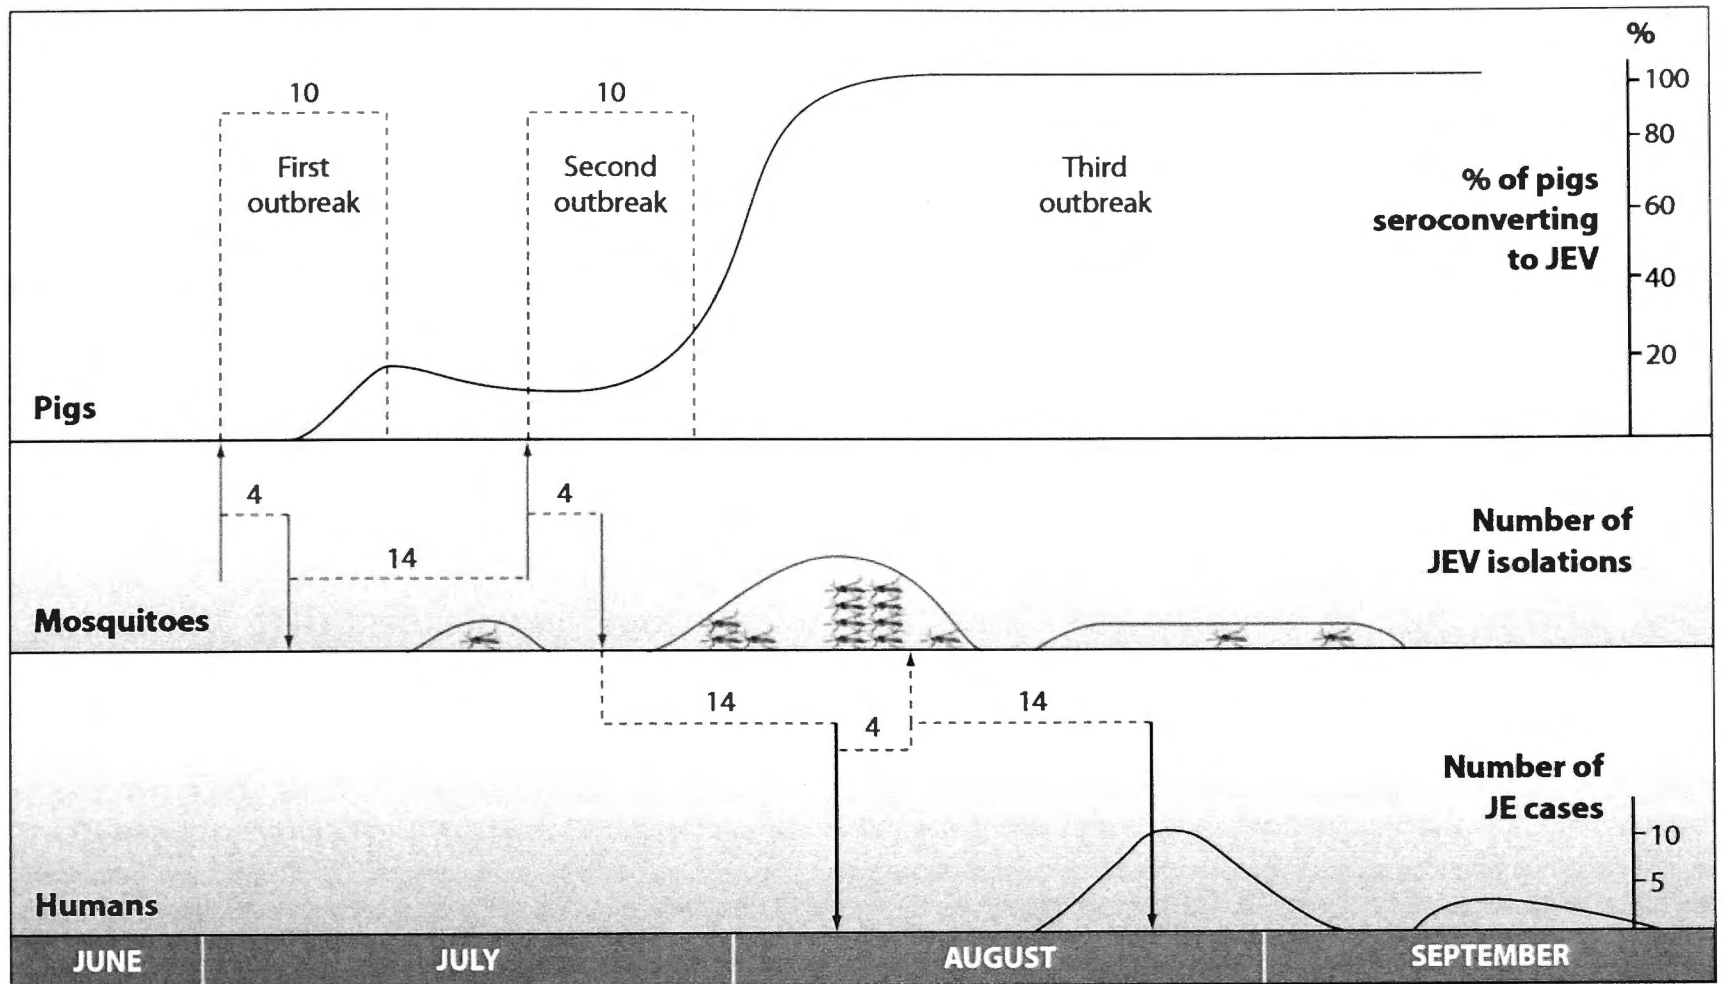 %
100
80
60
40
20
10
10
First
outbreak
Second
outbreak
Third
outbreak
% of pigs
seroconverting
to JEV
Pigs
4
14
4
Number of
JEV isolations
Mosquitoes
14
4
14
Number of
JE cases
10
5
Humans
JUNE
JULY
AUGUST
SEPTEMBER